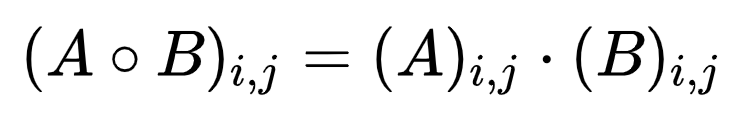 (A ∘ B)_{i,j} = (A)_{i,j} · (B)_{i,j}